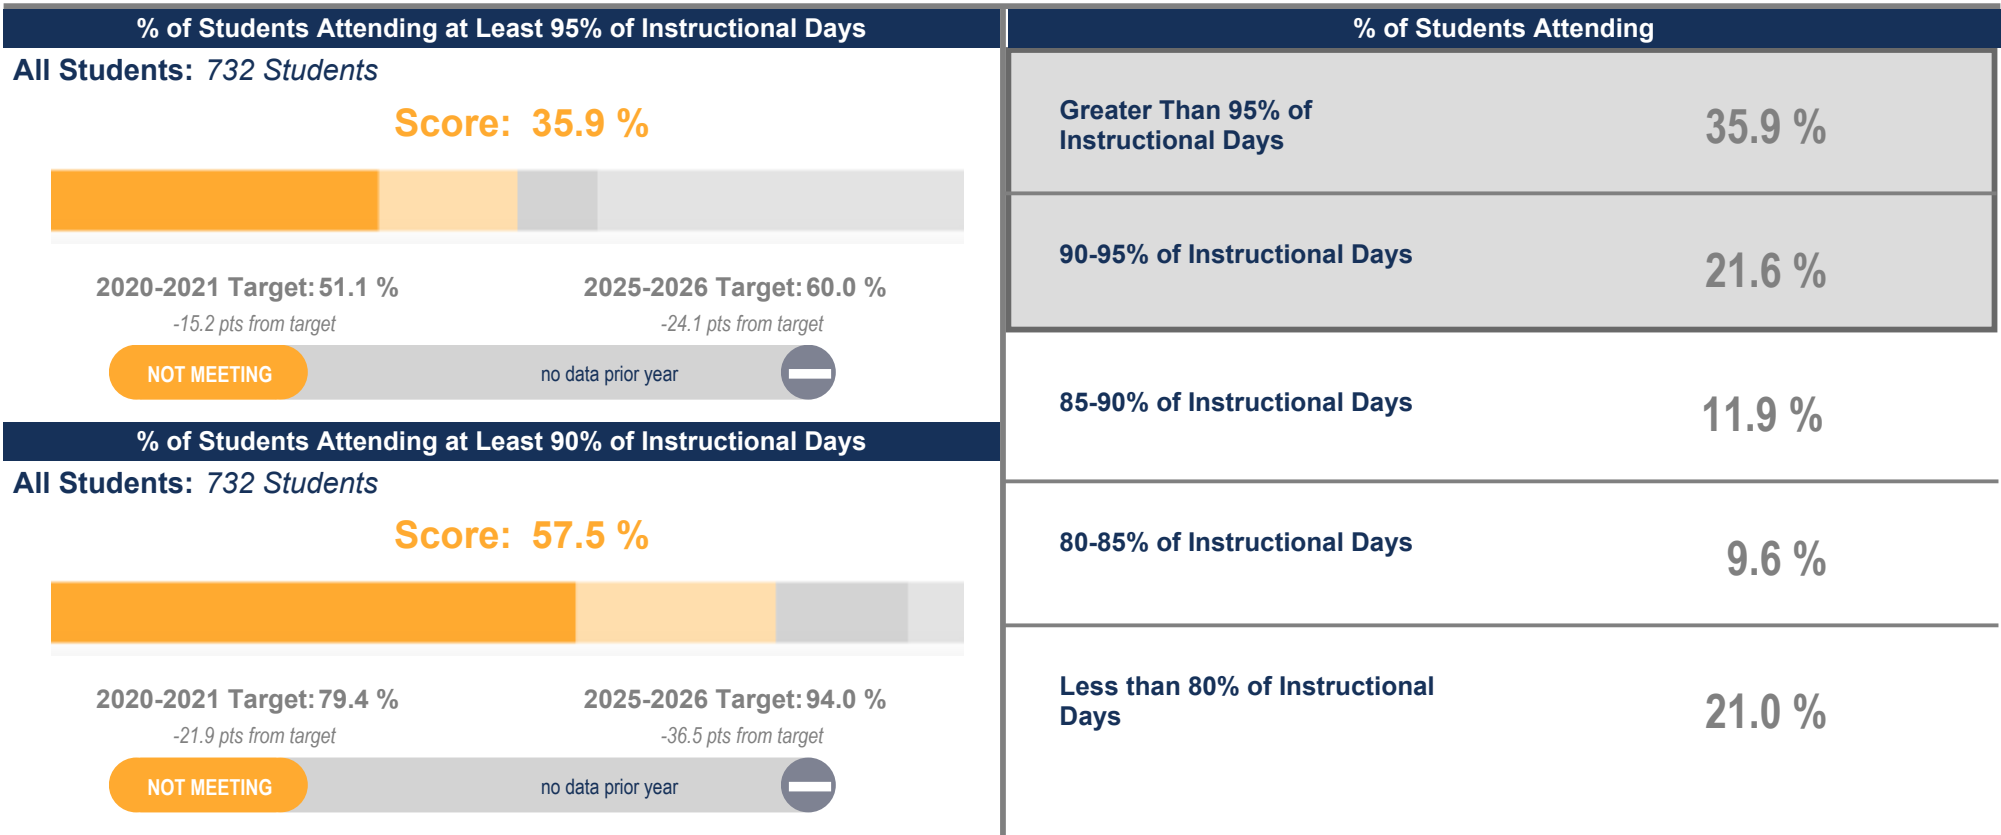 % of Students Attending at Least 95% of Instructional Days
All Students: 732 Students
Score: 35.9 %
2020-2021 Target: 51.1 %
-15.2 pts from target
2025-2026 Target: 60.0 %
-24.1 pts from target
NOT MEETING
no data prior year
% of Students Attending at Least 90% of Instructional Days
All Students: 732 Students
Score: 57.5 %
2020-2021 Target: 79.4 %
-21.9 pts from target
2025-2026 Target: 94.0 %
-36.5 pts from target
NOT MEETING
no data prior year
% of Students Attending
Greater Than 95% of
Instructional Days
35.9 %
90-95% of Instructional Days
21.6 %
85-90% of Instructional Days
11.9 %
80-85% of Instructional Days
9.6 %
Less than 80% of Instructional
Days
21.0 %